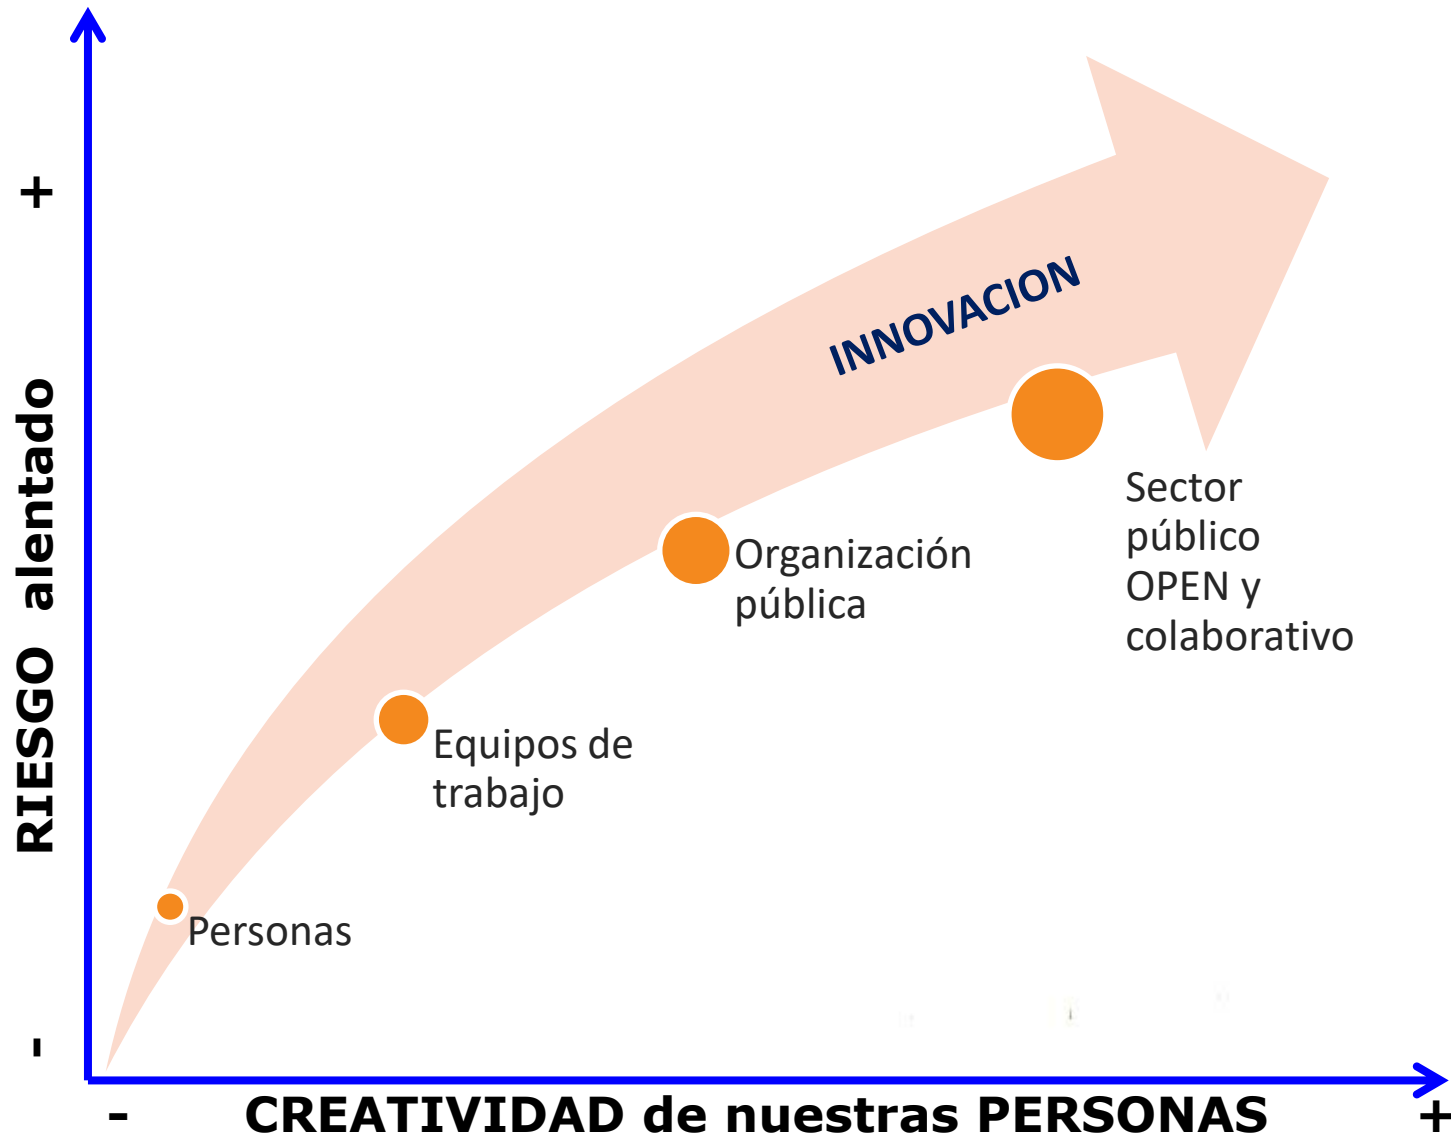 +
RIESGO alentado
-
INNOVACION
Sector
público
OPEN y
colaborativo
Organización
pública
Equipos de
trabajo
Personas
- CREATIVIDAD de nuestras PERSONAS +